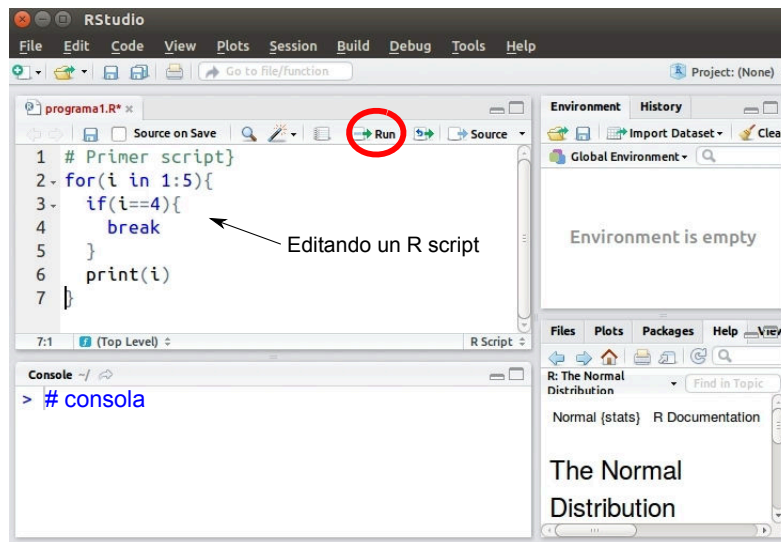 RStudio
File Edit Code View Plots Session Build Debug Tools Help
Go to file/function
Project: (None)
programa1.R* ×
Source on Save
Run
Source
1 # Primer script}
2 for(i in 1:5){
3 if(i==4){
4 break
5 }
6 print(i)
7 }
Editando un R script
7:1 (Top Level)
R Script
Console ~/
> # consola
Environment History
Import Dataset
Clea
Global Environment
Environment is empty
Files Plots Packages Help View
R: The Normal
Distribution
Find in Topic
Normal {stats} R Documentation
The Normal
Distribution